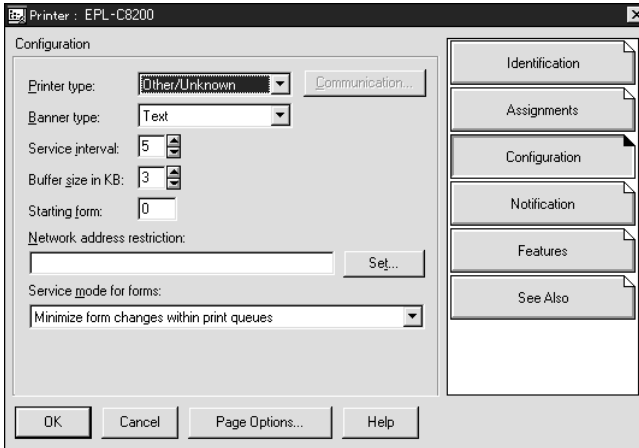 Printer : EPL-C8200
Configuration
Printer type: Other/Unknown Communication...
Banner type: Text
Service interval: 5
Buffer size in KB: 3
Starting form: 0
Network address restriction:
Set...
Service mode for forms:
Minimize form changes within print queues
OK Cancel Page Options... Help
Identification
Assignments
Configuration
Notification
Features
See Also